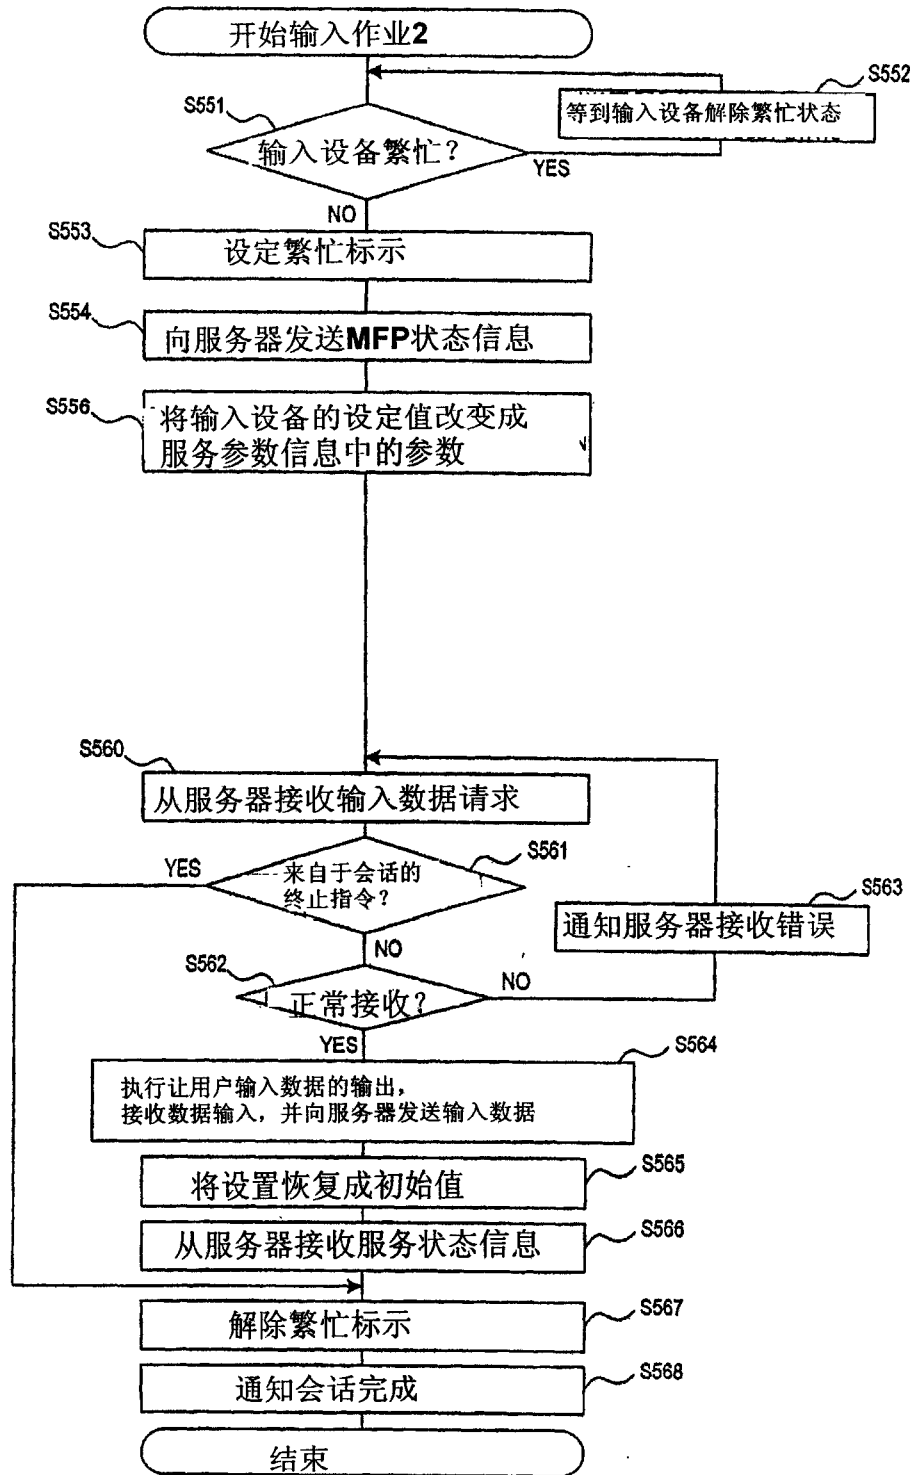 开始输入作业2
S552
等到输入设备解除繁忙状态
S551
输入设备繁忙?
YES
NO
S553
设定繁忙标示
S554
向服务器发送MFP状态信息
S556
将输入设备的设定值改变成
服务参数信息中的参数
S560
从服务器接收输入数据请求
YES
S561
来自于会话的
终止指令?
S563
通知服务器接收错误
NO
S562
正常接收?
NO
YES
S564
执行让用户输入数据的输出,
接收数据输入, 并向服务器发送输入数据
S565
将设置恢复成初始值
S566
从服务器接收服务状态信息
S567
解除繁忙标示
S568
通知会话完成
结束